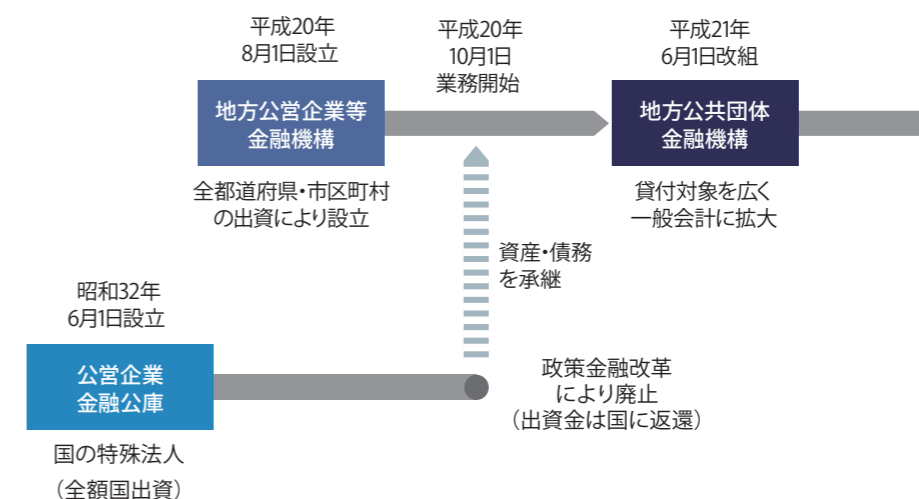 平成20年
8月1日設立
平成20年
10月1日
業務開始
平成21年
6月1日改組
地方公営企業等
金融機構
地方公共団体
金融機構
全都道府県・市区町村
の出資により設立
貸付対象を広く
一般会計に拡大
資産・債務
を承継
昭和32年
6月1日設立
公営企業
金融公庫
政策金融改革
により廃止
（出資金は国に返還）
国の特殊法人
（全額国出資）